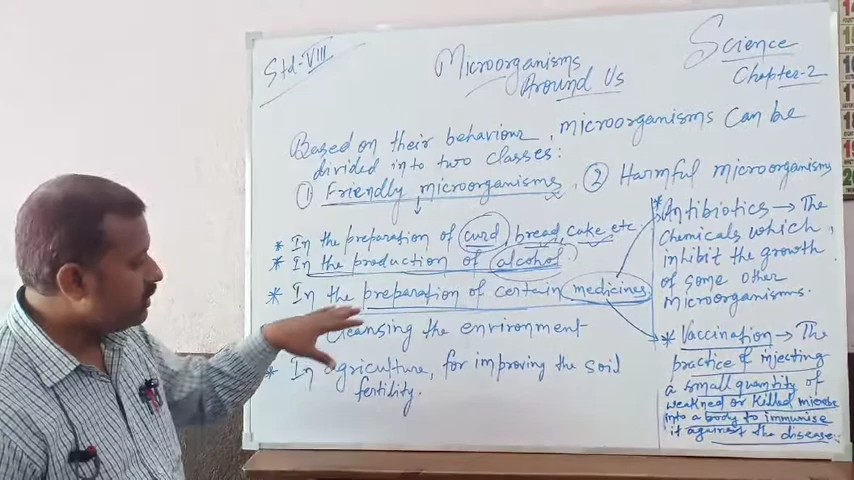 Std-VIII
Microorganisms
Around Us
Science
Chapter-2
Based on their behaviour, microorganisms can be
divided into two classes:
① Friendly microorganisms, ② Harmful microorganisms
* In the preparation of curd, bread, cake etc.
* In the production of alcohol
* In the preparation of certain medicines
Cleansing the environment
* In agriculture, for improving the soil
fertility.
* Antibiotics → The
chemicals which
inhibit the growth
of some other
microorganisms.
* Vaccination → The
practice of injecting
a small quantity of
weakned or killed microbe
into a body to immunise
it against the disease.
14